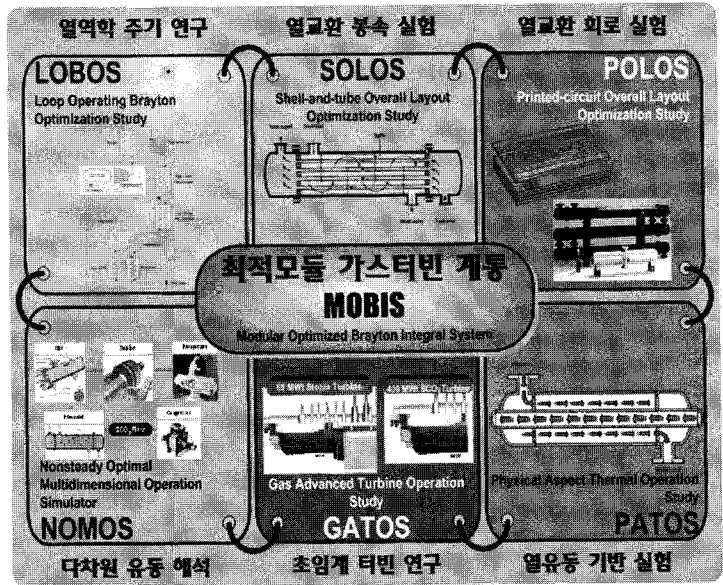 열역학 주기 연구
열교환 봉속 실험
열교환 회로 실험
LOBOS
Loop Operating Brayton
Optimization Study
SOLOS
Shell-and-tube Overall Layout
Optimization Study
POLOS
Printed-circuit Overall Layout
Optimization Study
최적모듈 가스터빈 계통
MOBIS
Modular Optimized Brayton Integral System
Nonsteady Optimal
Multidimensional Operation
Simulator
NOMOS
Gas Advanced Turbine Operation
Study
GATOS
Physical Aspect Thermal Operation
Study
PATOS
다차원 유동 해석
초임계 터빈 연구
열유동 기반 실험